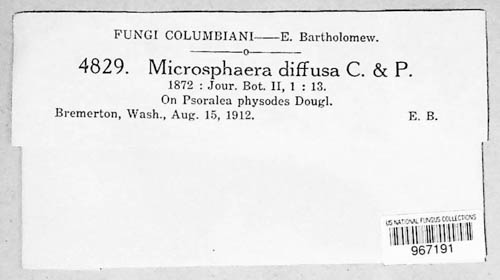 FUNGI COLUMBIANI——E. Bartholomew.
4829. Microsphaera diffusa C. & P.
1872 : Jour. Bot. II, 1 : 13.
On Psoralea physodes Dougl.
Bremerton, Wash., Aug. 15, 1912. E. B.
US NATIONAL FUNGUS COLLECTIONS
967191